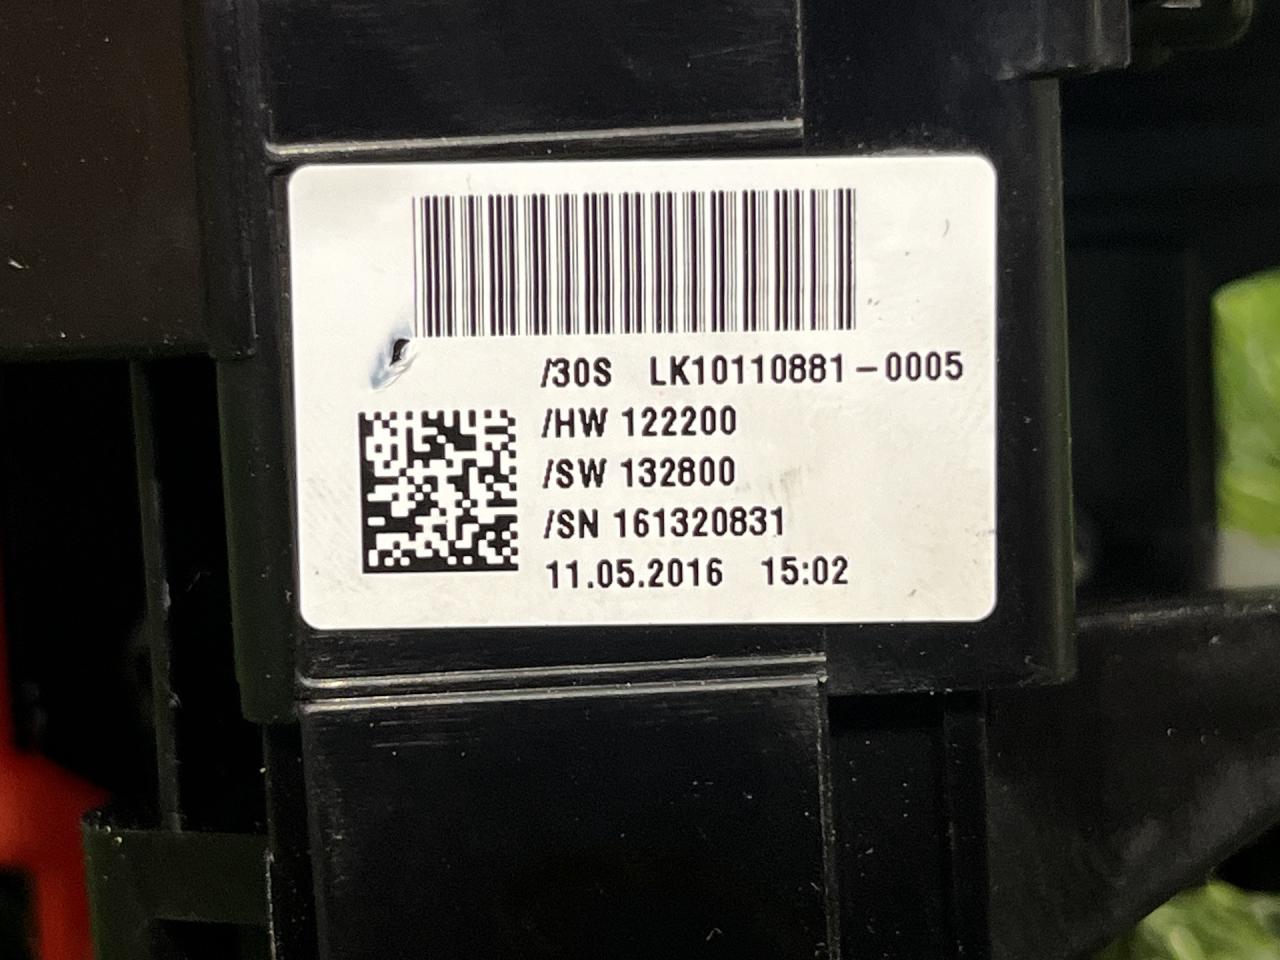 /30S LK10110881-0005
/HW 122200
/SW 132800
/SN 161320831
11.05.2016 15:02